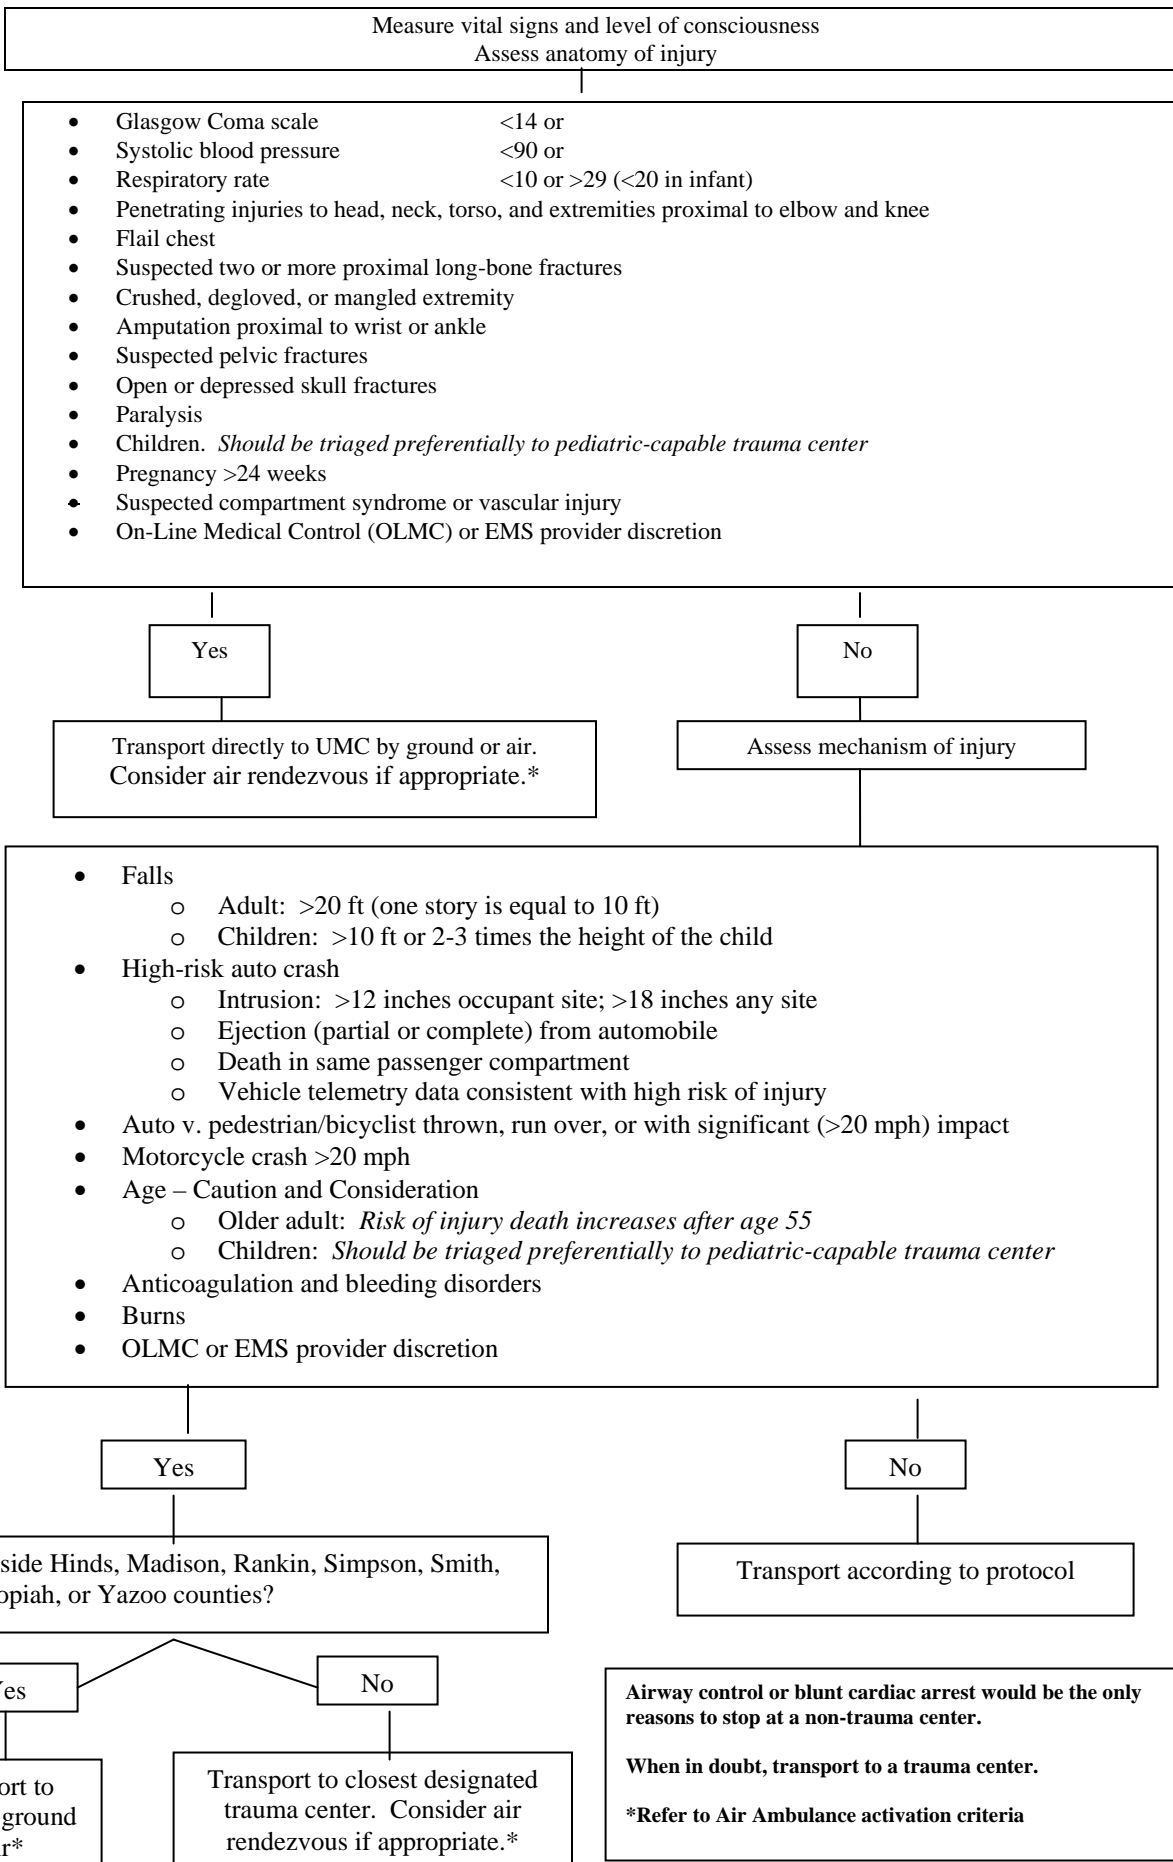 Measure vital signs and level of consciousness
Assess anatomy of injury
• Glasgow Coma scale <14 or
• Systolic blood pressure <90 or
• Respiratory rate <10 or >29 (<20 in infant)
• Penetrating injuries to head, neck, torso, and extremities proximal to elbow and knee
• Flail chest
• Suspected two or more proximal long-bone fractures
• Crushed, degloved, or mangled extremity
• Amputation proximal to wrist or ankle
• Suspected pelvic fractures
• Open or depressed skull fractures
• Paralysis
• Children. Should be triaged preferentially to pediatric-capable trauma center
• Pregnancy >24 weeks
• Suspected compartment syndrome or vascular injury
• On-Line Medical Control (OLMC) or EMS provider discretion
Yes
No
Transport directly to UMC by ground or air.
Consider air rendezvous if appropriate.*
Assess mechanism of injury
• Falls
o Adult: >20 ft (one story is equal to 10 ft)
o Children: >10 ft or 2-3 times the height of the child
• High-risk auto crash
o Intrusion: >12 inches occupant site; >18 inches any site
o Ejection (partial or complete) from automobile
o Death in same passenger compartment
o Vehicle telemetry data consistent with high risk of injury
• Auto v. pedestrian/bicyclist thrown, run over, or with significant (>20 mph) impact
• Motorcycle crash >20 mph
• Age – Caution and Consideration
o Older adult: Risk of injury death increases after age 55
o Children: Should be triaged preferentially to pediatric-capable trauma center
• Anticoagulation and bleeding disorders
• Burns
• OLMC or EMS provider discretion
Yes
No
side Hinds, Madison, Rankin, Simpson, Smith,
opiah, or Yazoo counties?
Transport according to protocol
es
No
ort to
ground
r*
Transport to closest designated
trauma center. Consider air
rendezvous if appropriate.*
Airway control or blunt cardiac arrest would be the only
reasons to stop at a non-trauma center.
When in doubt, transport to a trauma center.
*Refer to Air Ambulance activation criteria